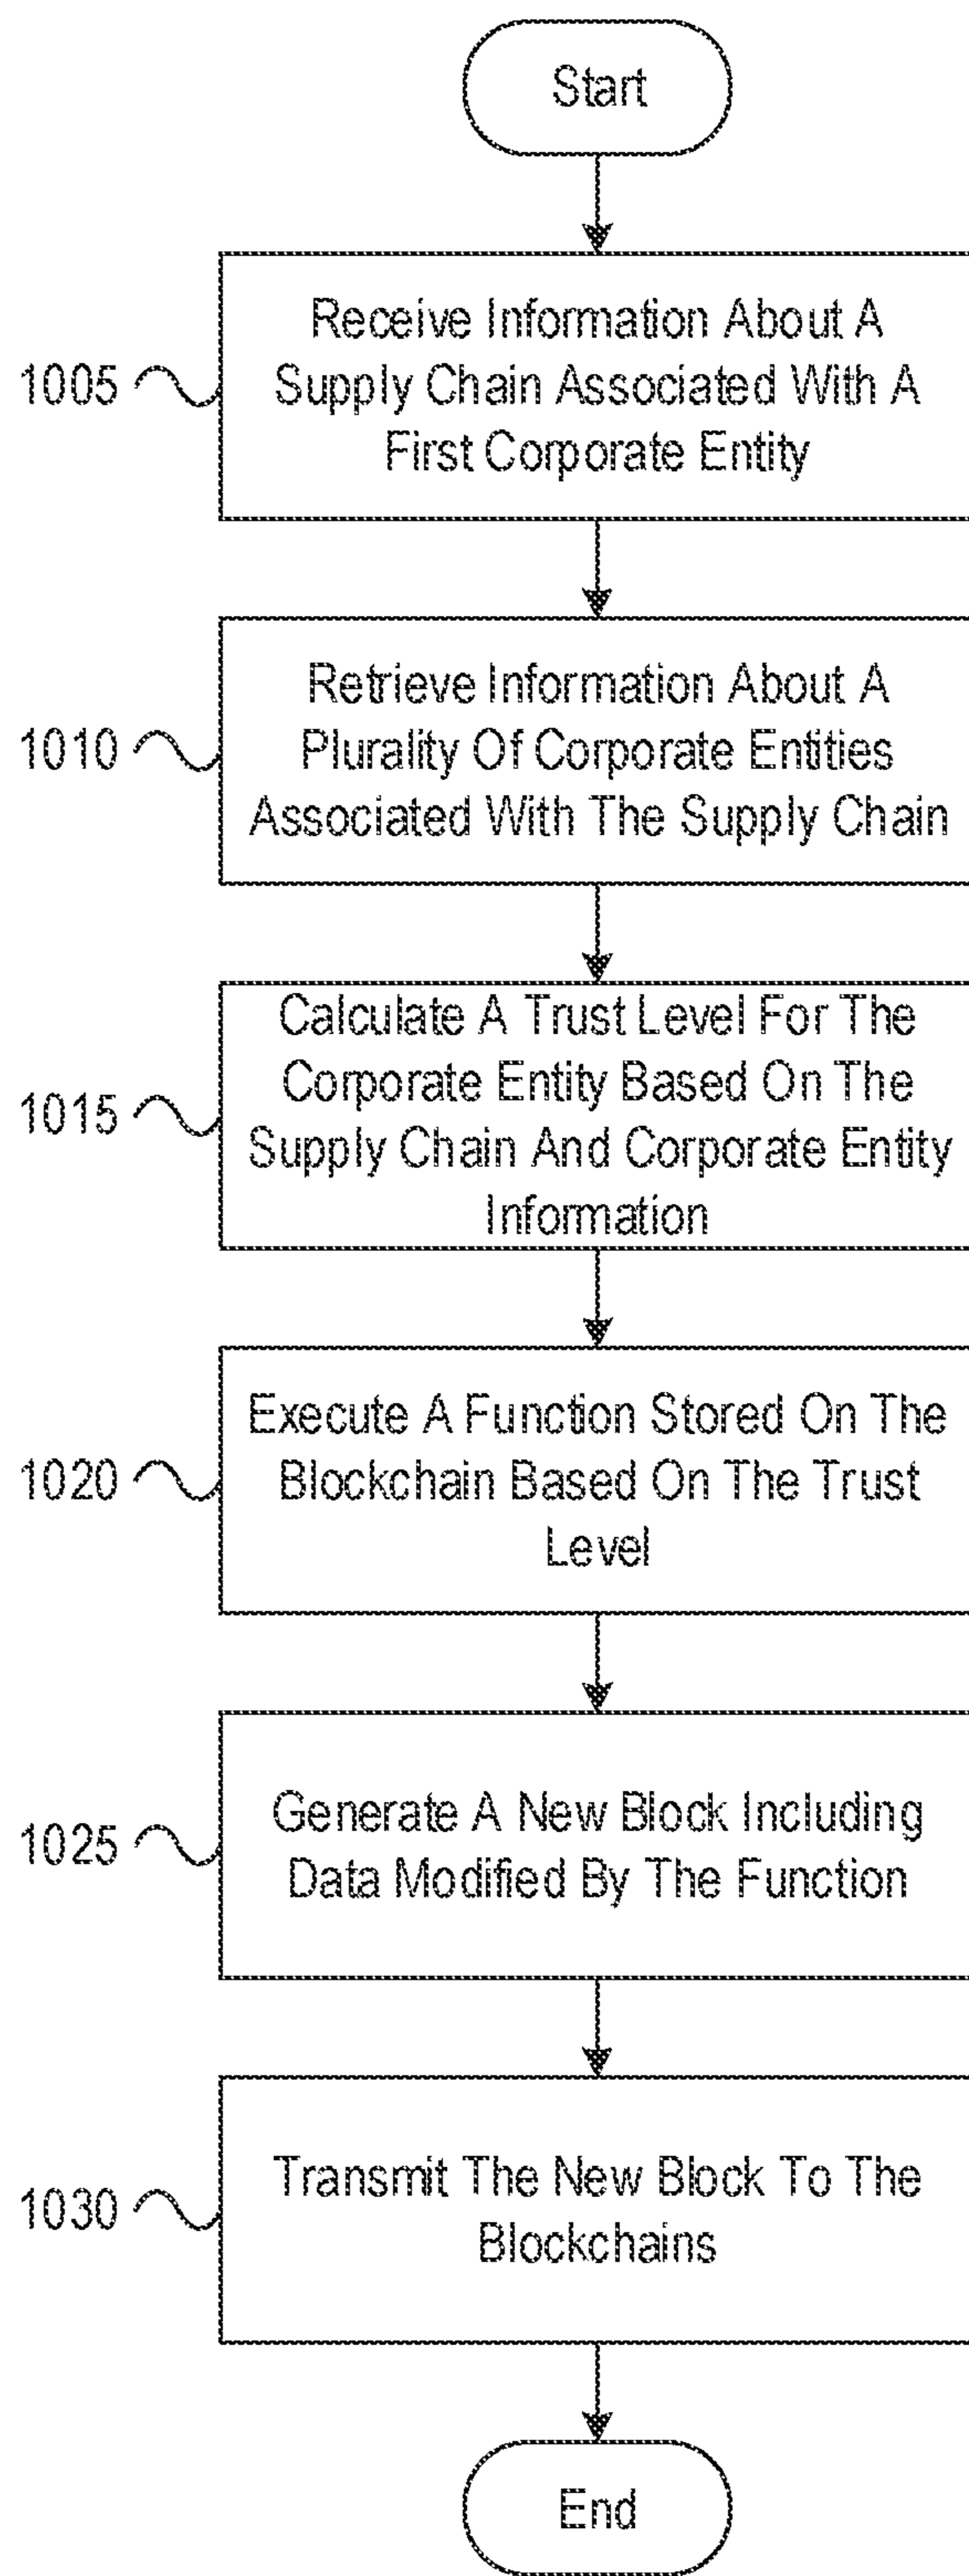 Start
Receive Information About A
Supply Chain Associated With A
First Corporate Entity
1005
Retrieve Information About A
Plurality Of Corporate Entities
Associated With The Supply Chain
1010
Calculate A Trust Level For The
Corporate Entity Based On The
Supply Chain And Corporate Entity
Information
1015
Execute A Function Stored On The
Blockchain Based On The Trust
Level
1020
Generate A New Block Including
Data Modified By The Function
1025
Transmit The New Block To The
Blockchains
1030
End